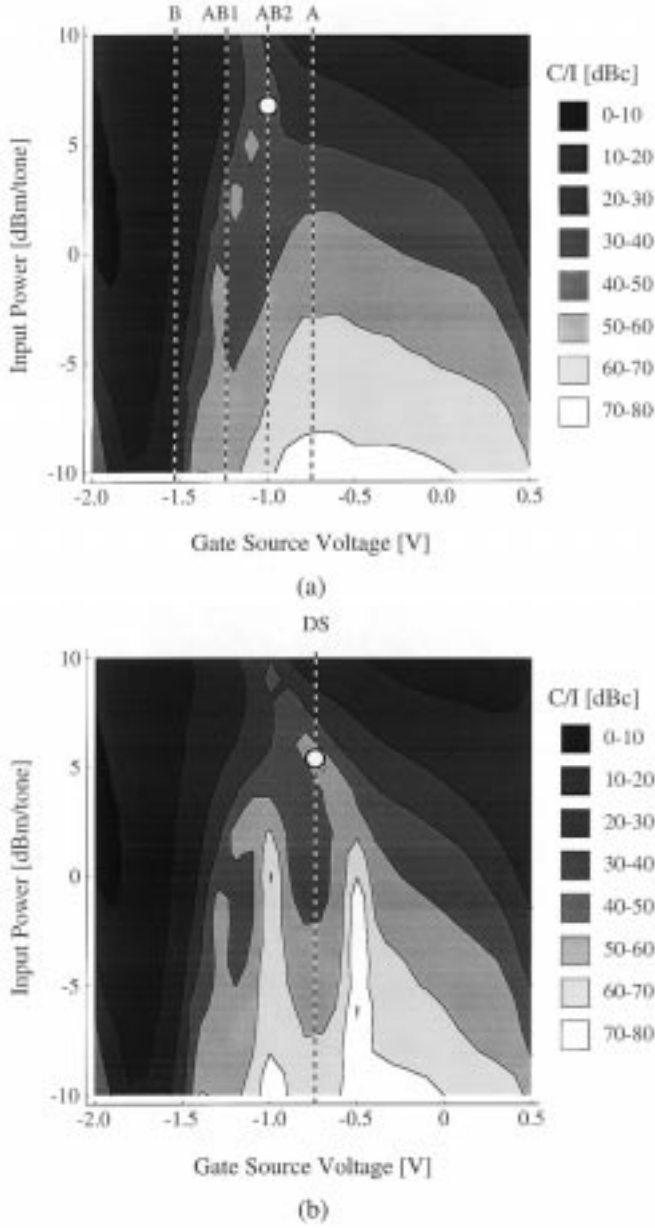 B AB1 AB2 A
10
5
0
-5
-10
Input Power [dBm/tone]
-2.0 -1.5 -1.0 -0.5 0.0 0.5
Gate Source Voltage [V]
C/I [dBc]
0-10
10-20
20-30
30-40
40-50
50-60
60-70
70-80
(a)
DS
10
5
0
-5
-10
Input Power [dBm/tone]
-2.0 -1.5 -1.0 -0.5 0 0.5
Gate Source Voltage [V]
C/I [dBc]
0-10
10-20
20-30
30-40
40-50
50-60
60-70
70-80
(b)